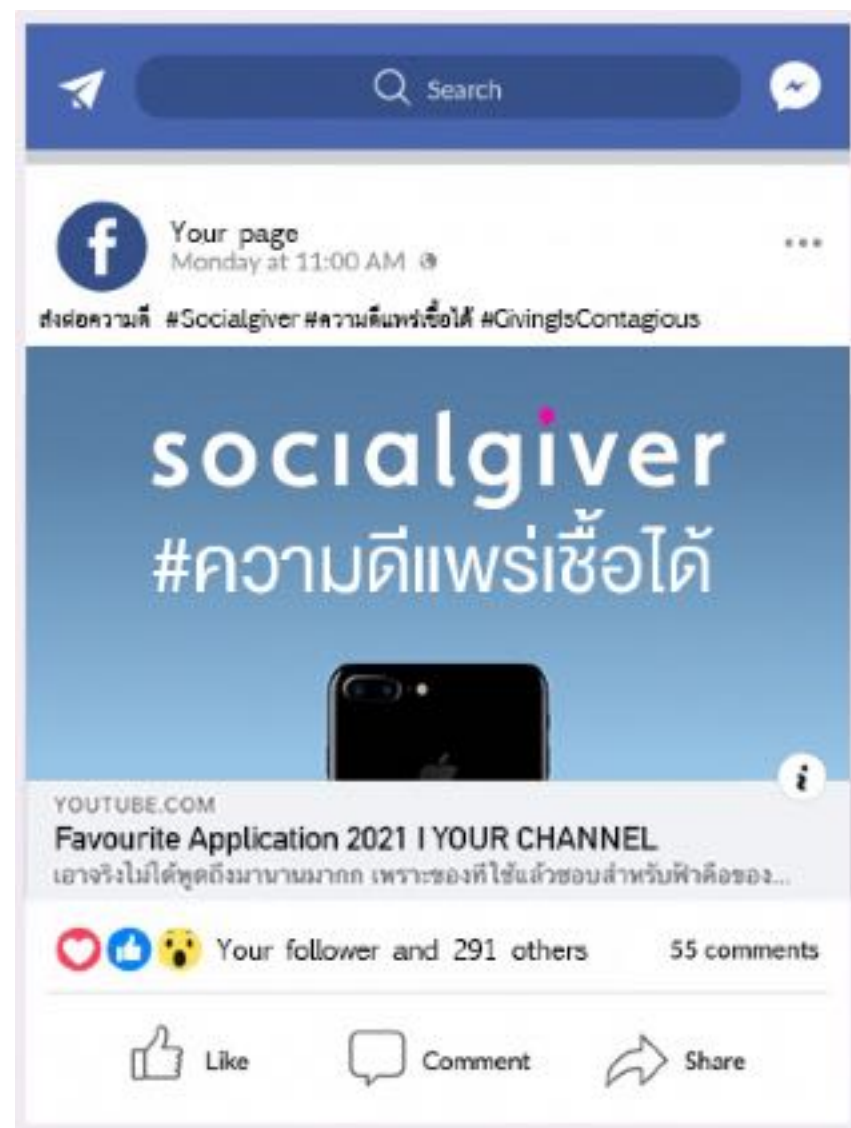 Search
Your page
Monday at 11:00 AM
ส่งต่อความดี #Socialgiver #ความดีแพร่เชื้อได้ #GivingIsContagious
socialgiver
#ความดีแพร่เชื้อได้
YOUTUBE.COM
Favourite Application 2021 I YOUR CHANNEL
เอาจริงไม่ได้พูดถึงมานานมากก เพราะของที่ใช้แล้วชอบสำหรับฟ้าคือของ...
Your follower and 291 others 55 comments
Like Comment Share